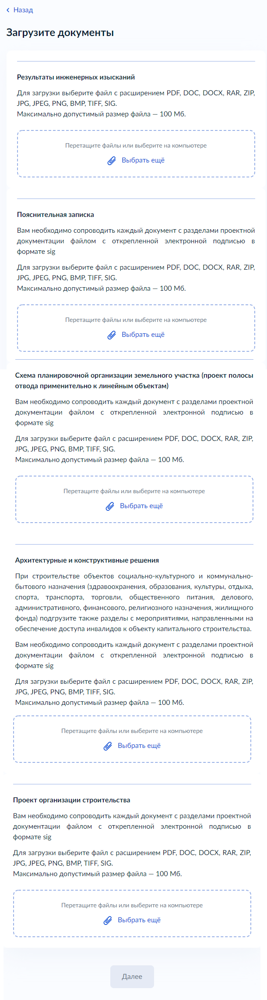 Назад
Загрузите документы
Результаты инженерных изысканий
Для загрузки выберите файл с расширением PDF, DOC, DOCX, RAR, ZIP,
JPG, JPEG, PNG, BMP, TIFF, SIG.
Максимально допустимый размер файла — 100 Мб.
Перетащите файлы или выберите на компьютере
Выбрать ещё
Пояснительная записка
Вам необходимо сопроводить каждый документ с разделами проектной
документации файлом с открепленной электронной подписью в
формате sig
Для загрузки выберите файл с расширением PDF, DOC, DOCX, RAR, ZIP,
JPG, JPEG, PNG, BMP, TIFF, SIG.
Максимально допустимый размер файла — 100 Мб.
Перетащите файлы или выберите на компьютере
Выбрать ещё
Схема планировочной организации земельного участка (проект полосы
отвода применительно к линейным объектам)
Вам необходимо сопроводить каждый документ с разделами проектной
документации файлом с открепленной электронной подписью в
формате sig
Для загрузки выберите файл с расширением PDF, DOC, DOCX, RAR, ZIP,
JPG, JPEG, PNG, BMP, TIFF, SIG.
Максимально допустимый размер файла — 100 Мб.
Перетащите файлы или выберите на компьютере
Выбрать ещё
Архитектурные и конструктивные решения
При строительстве объектов социально-культурного и коммунально-
бытового назначения (здравоохранения, образования, культуры, отдыха,
спорта, транспорта, торговли, общественного питания, делового,
административного, финансового, религиозного назначения, жилищного
фонда) подгрузите также разделы с мероприятиями, направленными на
обеспечение доступа инвалидов к объекту капитального строительства.
Вам необходимо сопроводить каждый документ с разделами проектной
документации файлом с открепленной электронной подписью в
формате sig
Для загрузки выберите файл с расширением PDF, DOC, DOCX, RAR, ZIP,
JPG, JPEG, PNG, BMP, TIFF, SIG.
Максимально допустимый размер файла — 100 Мб.
Перетащите файлы или выберите на компьютере
Выбрать ещё
Проект организации строительства
Вам необходимо сопроводить каждый документ с разделами проектной
документации файлом с открепленной электронной подписью в
формате sig
Для загрузки выберите файл с расширением PDF, DOC, DOCX, RAR, ZIP,
JPG, JPEG, PNG, BMP, TIFF, SIG.
Максимально допустимый размер файла — 100 Мб.
Перетащите файлы или выберите на компьютере
Выбрать ещё
Далее